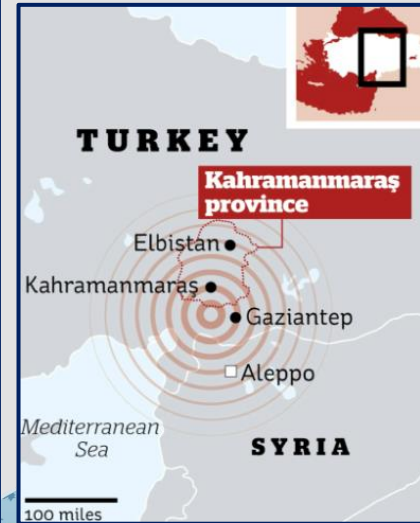 TURKEY
Kahramanmaraş
province
Elbistan
Kahramanmaraş
Gaziantep
Aleppo
Mediterranean
Sea
SYRIA
100 miles